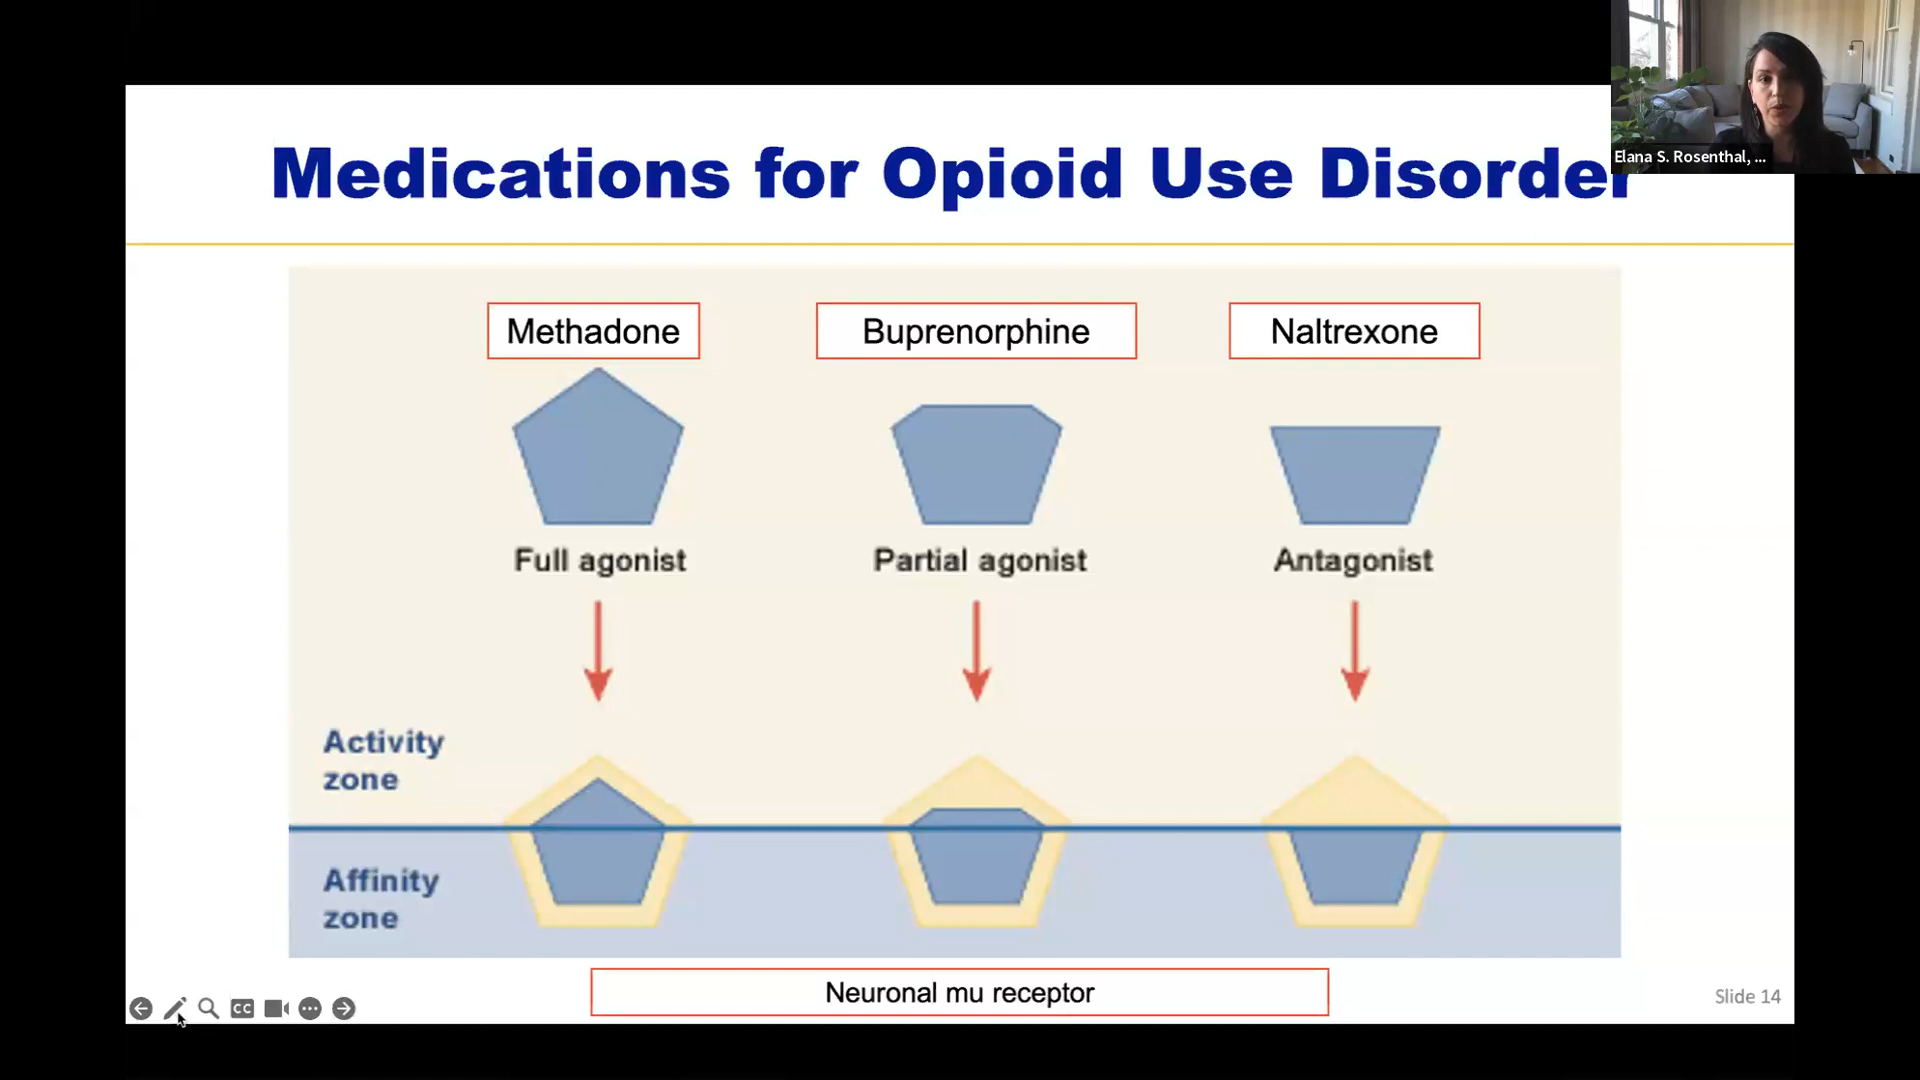 Elana S. Rosenthal, ...
Medications for Opioid Use Disorder
Methadone
Buprenorphine
Naltrexone
Full agonist
Partial agonist
Antagonist
Activity
zone
Affinity
zone
Neuronal mu receptor
CC
Slide 14